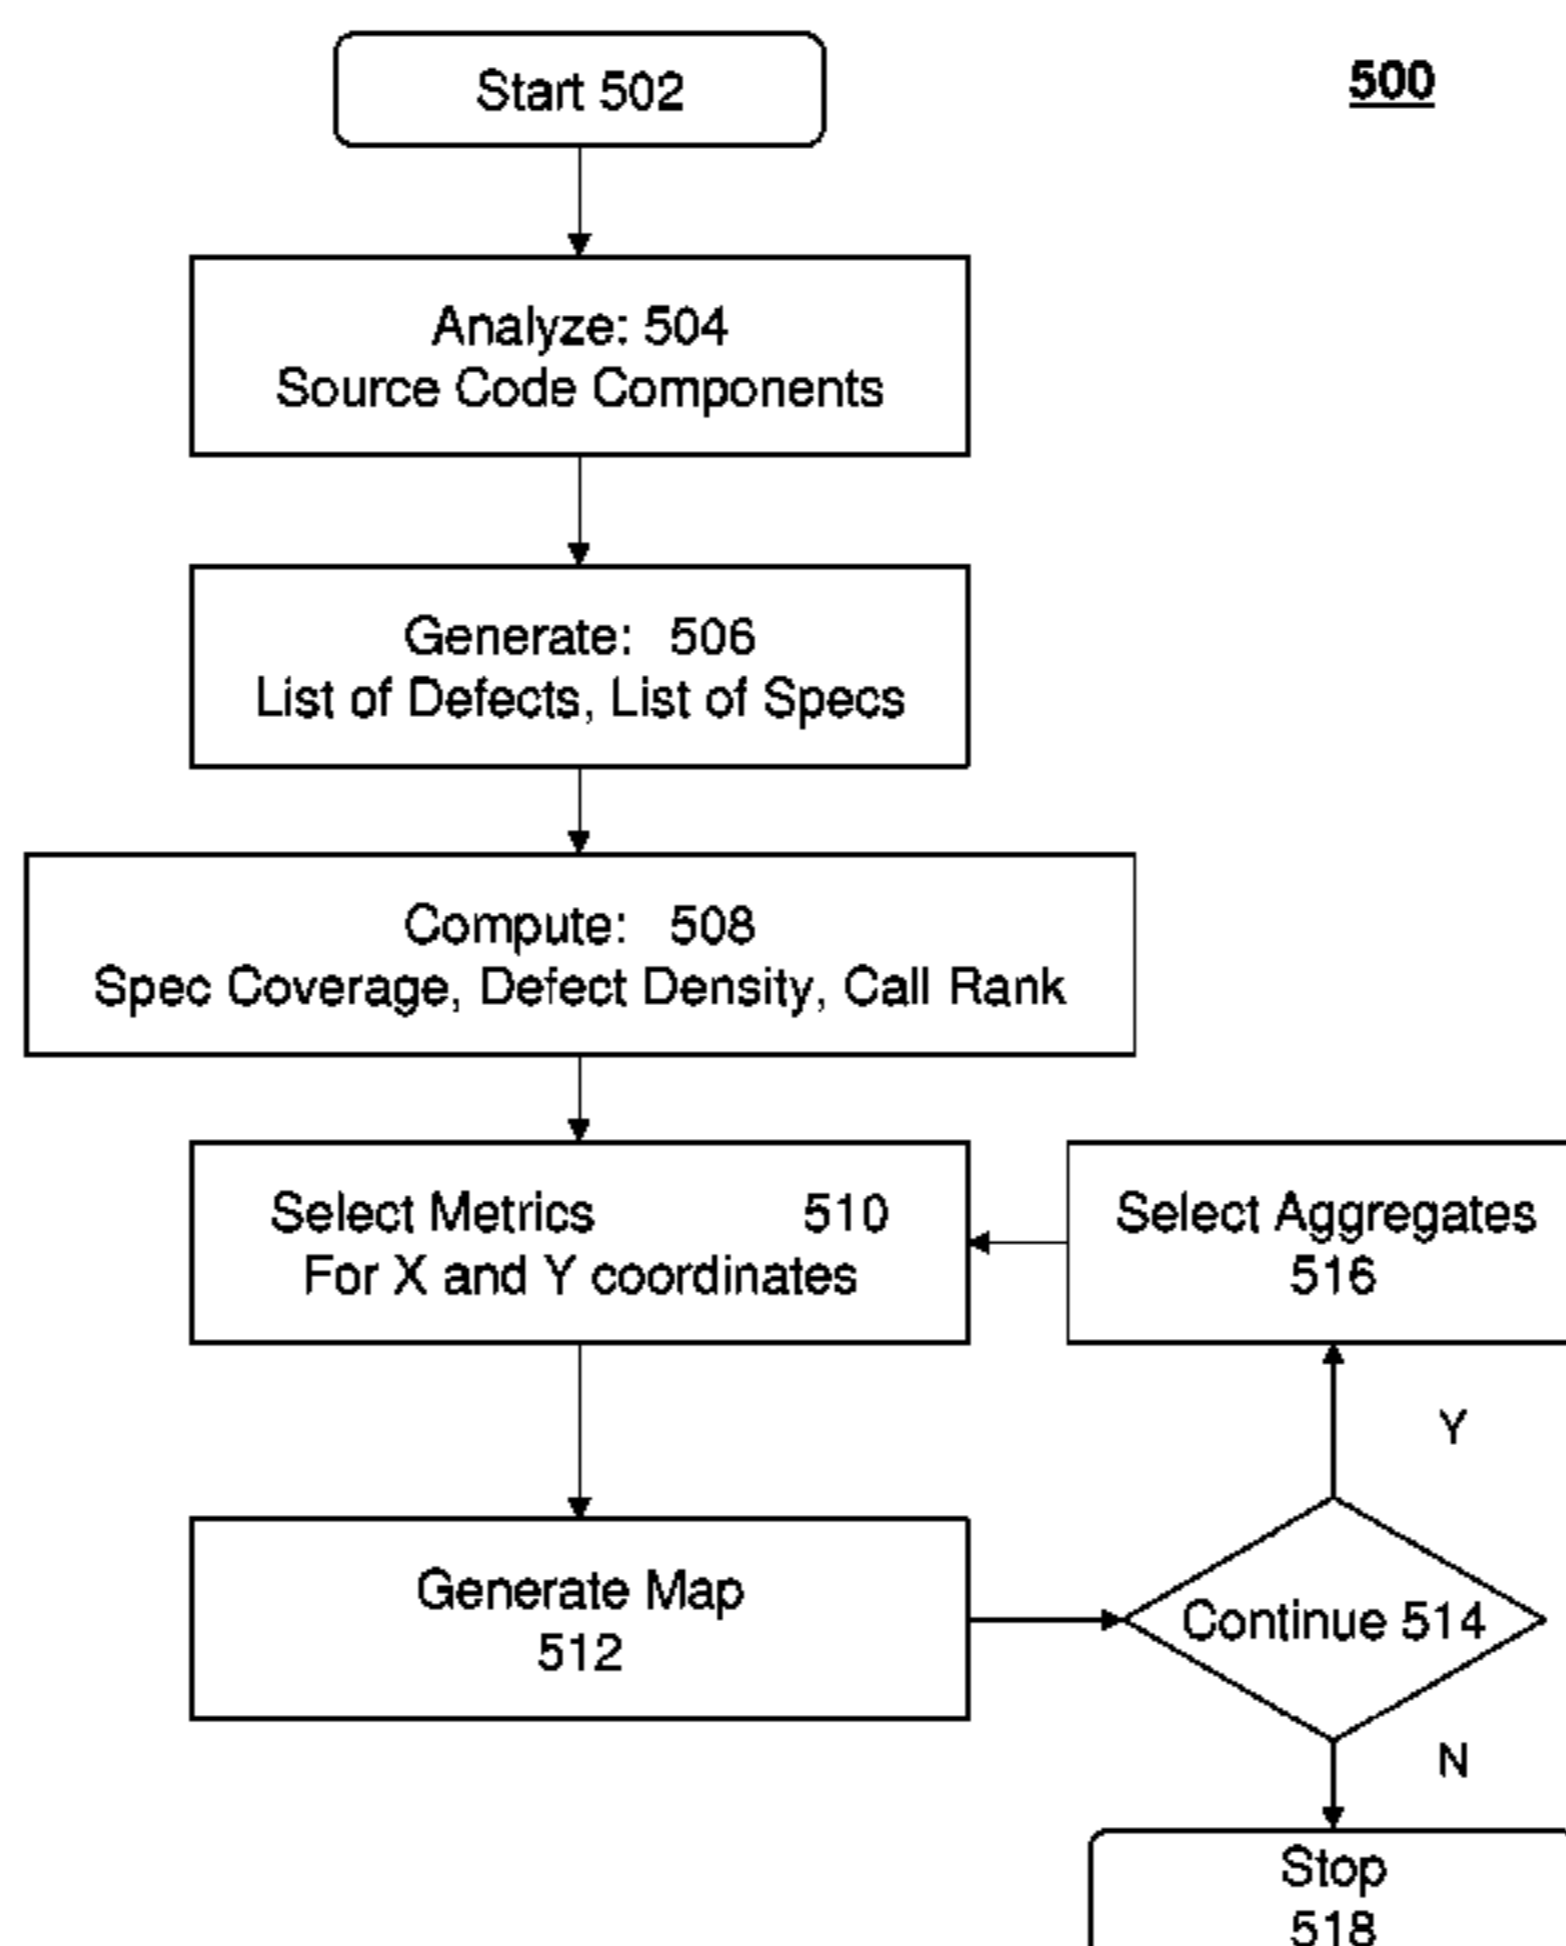 Start 502
500
Analyze: 504
Source Code Components
Generate: 506
List of Defects, List of Specs
Compute: 508
Spec Coverage, Defect Density, Call Rank
Select Metrics 510
For X and Y coordinates
Select Aggregates
516
Y
Generate Map
512
Continue 514
N
Stop
518